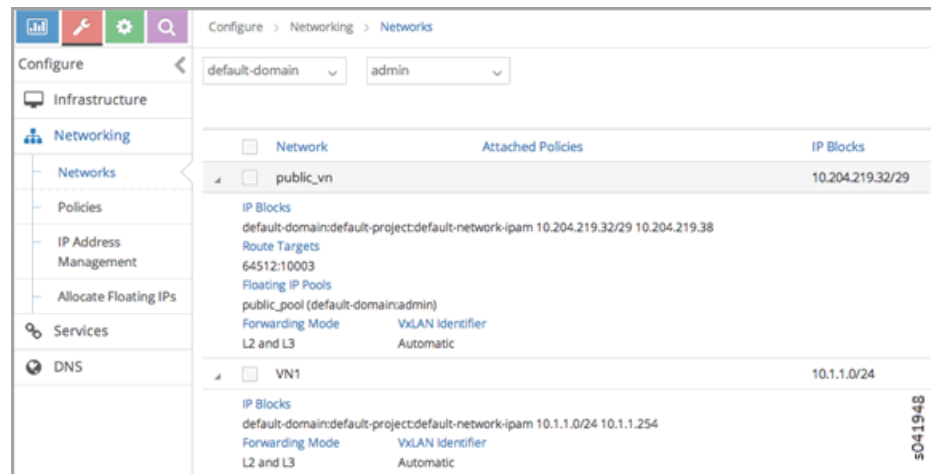 Configure > Networking > Networks
Configure
default-domain admin
Infrastructure
Networking
Networks
Policies
IP Address
Management
Allocate Floating IPs
Services
DNS
Network Attached Policies IP Blocks
public_vn 10.204.219.32/29
IP Blocks
default-domain:default-project:default-network-ipam 10.204.219.32/29 10.204.219.38
Route Targets
64512:10003
Floating IP Pools
public_pool (default-domain:admin)
Forwarding Mode VxLAN Identifier
L2 and L3 Automatic
VN1 10.1.1.0/24
IP Blocks
default-domain:default-project:default-network-ipam 10.1.1.0/24 10.1.1.254
Forwarding Mode VxLAN Identifier
L2 and L3 Automatic
s041948